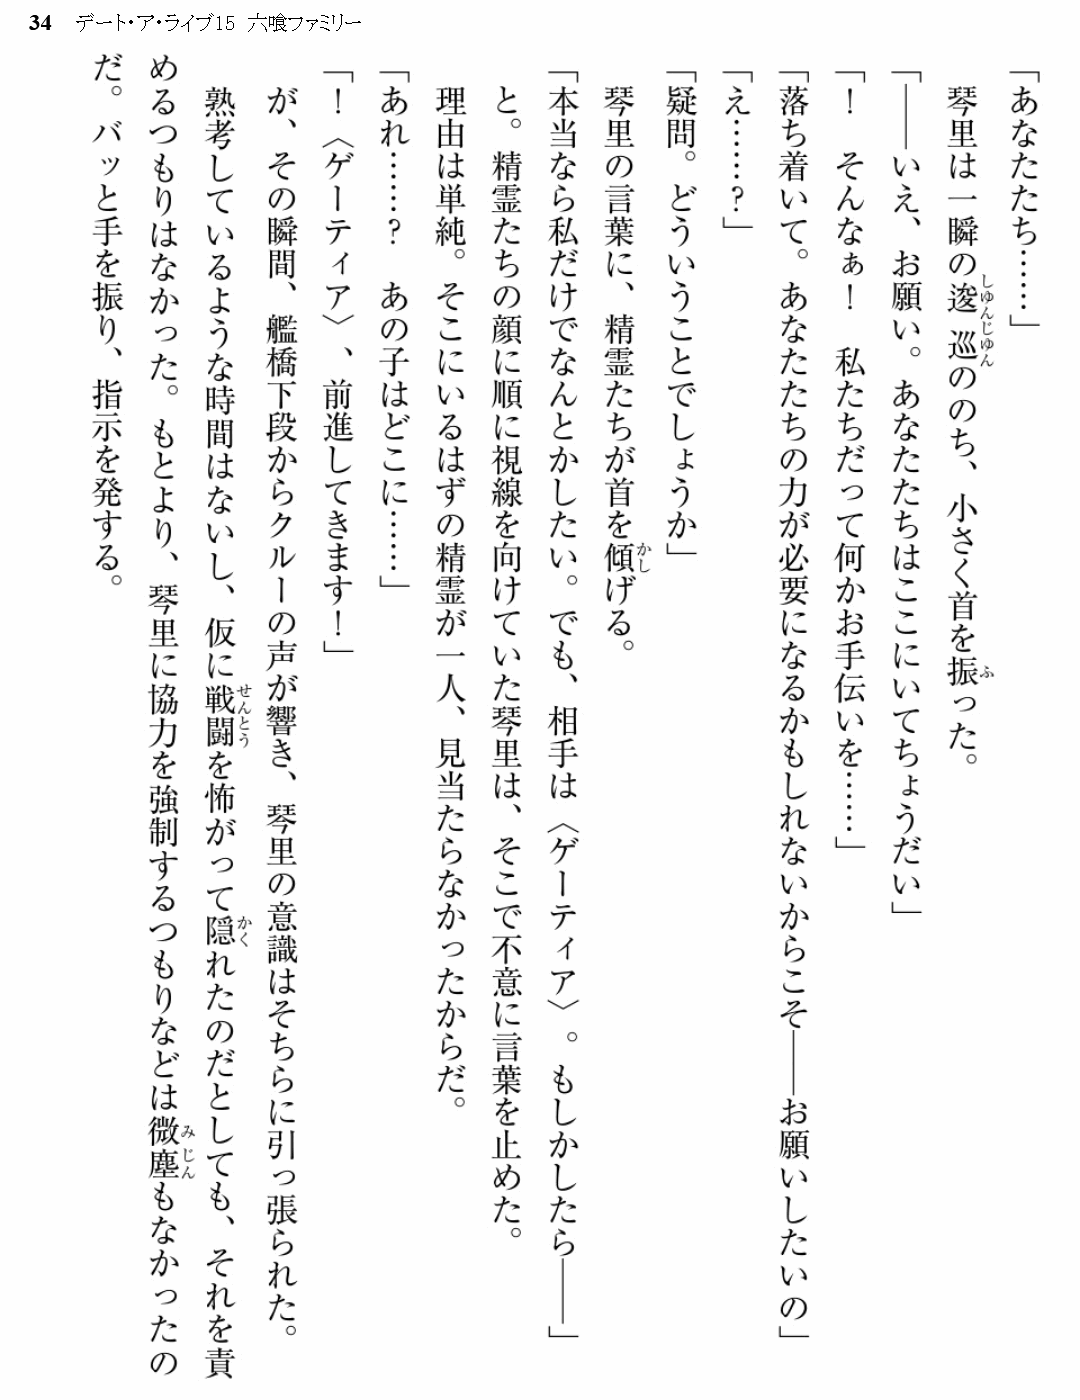 34 デート・ア・ライブ15 六喰ファミリー
「あなたたち……」
琴里は一瞬の逡巡ののち、小さく首を振った。
「――いえ、お願い。あなたたちはここにいてちょうだい」
「！　そんなぁ！　私たちだって何かお手伝いを……」
「落ち着いて。あなたたちの力が必要になるかもしれないからこそ――お願いしたいの」
「え……？」
「疑問。どういうことでしょうか」
琴里の言葉に、精霊たちが首を傾げる。
「本当なら私だけでなんとかしたい。でも、相手は〈ゲーティア〉。もしかしたら――」
と。精霊たちの顔に順に視線を向けていた琴里は、そこで不意に言葉を止めた。
理由は単純。そこにいるはずの精霊が一人、見当たらなかったからだ。
「あれ……？　あの子はどこに……」
「！〈ゲーティア〉、前進してきます！」
が、その瞬間、艦橋下段からクルーの声が響き、琴里の意識はそちらに引っ張られた。
熟考しているような時間はないし、仮に戦闘を怖がって隠れたのだとしても、それを責
めるつもりはなかった。もとより、琴里に協力を強制するつもりなどは微塵もなかったの
だ。バッと手を振り、指示を発する。
しゆんじゆん
ふ
かし
せんとう
かく
みじん